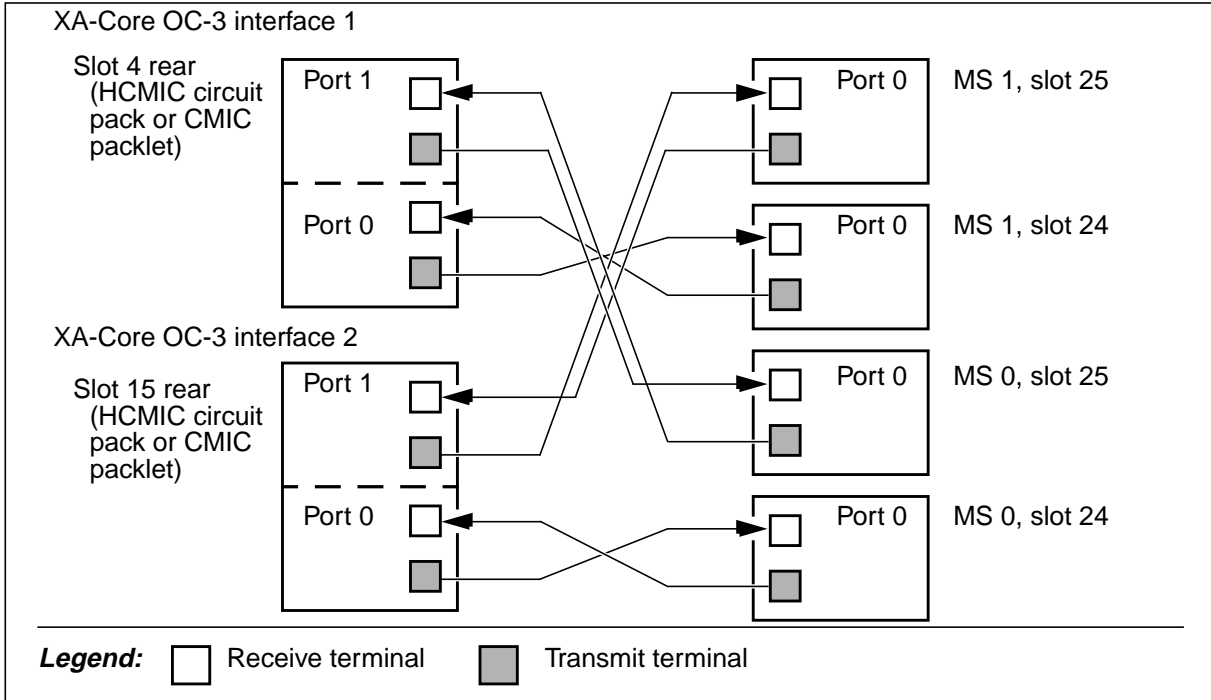 XA-Core OC-3 interface 1
Slot 4 rear
(HCMIC circuit
pack or CMIC
packlet)
Port 1
Port 0
XA-Core OC-3 interface 2
Slot 15 rear
(HCMIC circuit
pack or CMIC
packlet)
Port 1
Port 0
Port 0 MS 1, slot 25
Port 0 MS 1, slot 24
Port 0 MS 0, slot 25
Port 0 MS 0, slot 24
Legend: Receive terminal Transmit terminal